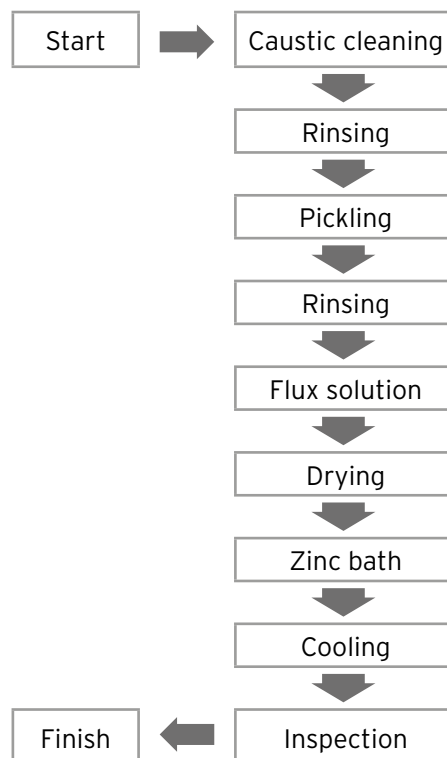 Start
Caustic cleaning
Rinsing
Pickling
Rinsing
Flux solution
Drying
Zinc bath
Cooling
Inspection
Finish